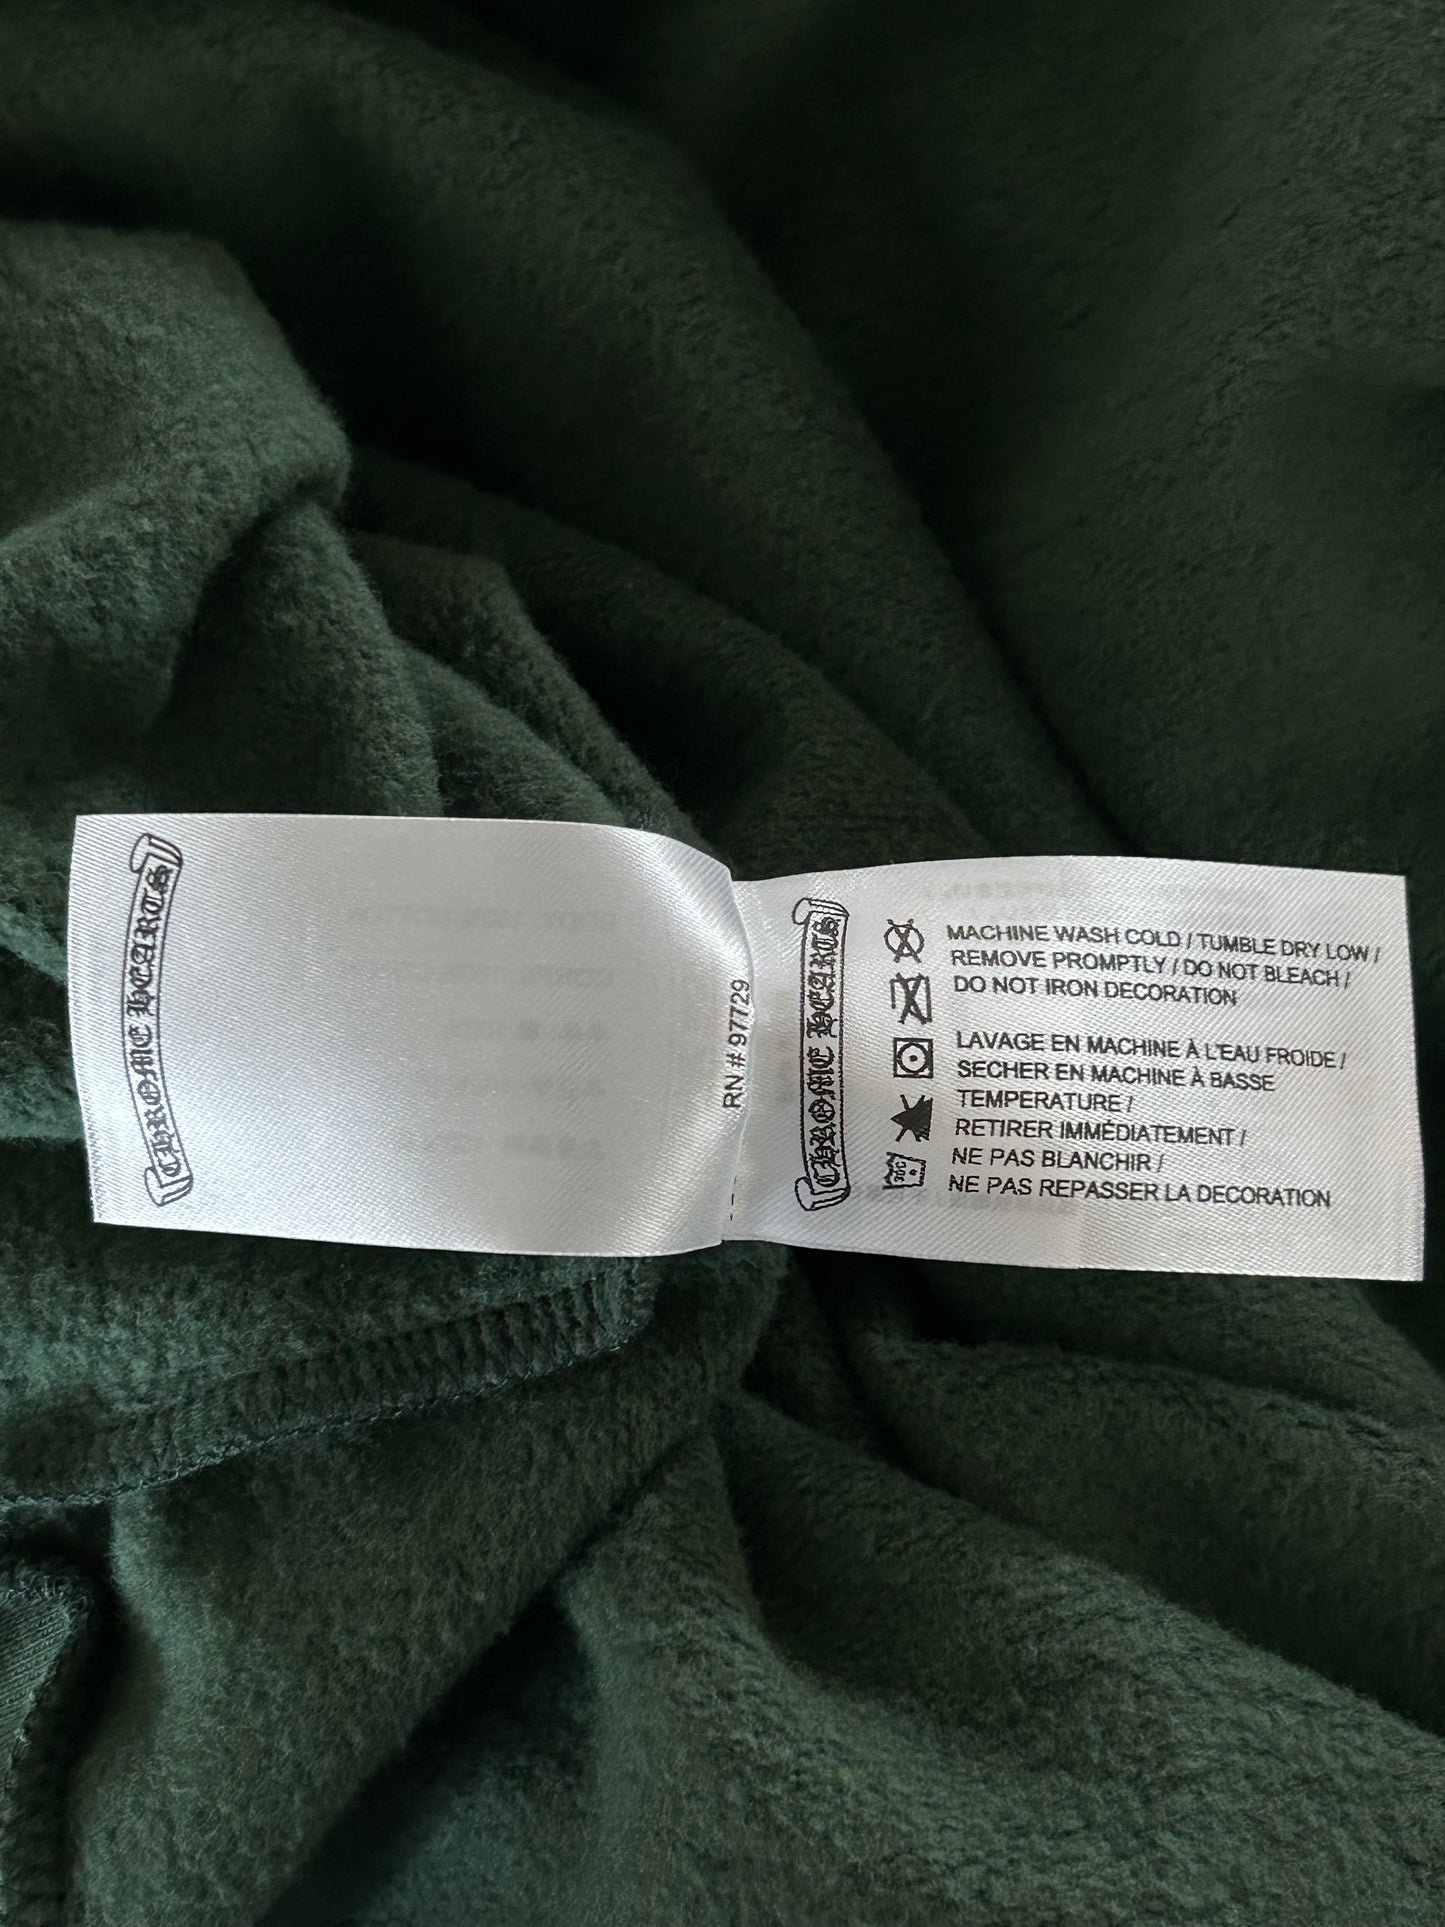 CHROME HEARTS
RN# 97729
CHROME HEARTS
MACHINE WASH COLD / TUMBLE DRY LOW /
REMOVE PROMPTLY / DO NOT BLEACH /
DO NOT IRON DECORATION
LAVAGE EN MACHINE À L'EAU FROIDE /
SECHER EN MACHINE À BASSE
TEMPERATURE /
RETIRER IMMÉDIATEMENT /
NE PAS BLANCHIR /
NE PAS REPASSER LA DECORATION
30°C